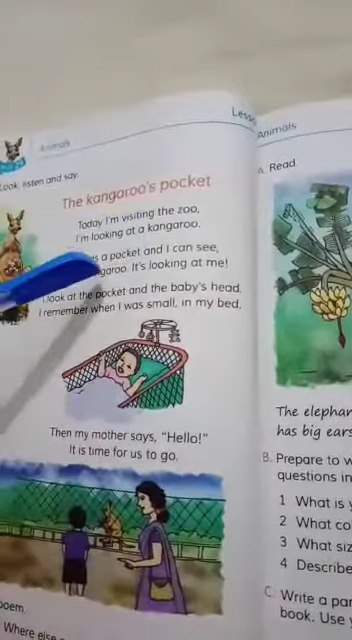 Animals
Look, listen and say.
The kangaroo's pocket
Today I'm visiting the zoo,
I'm looking at a kangaroo.
a pocket and I can see,
It's looking at me!
I look at the pocket and the baby's head.
I remember when I was small, in my bed.
Then my mother says, "Hello!"
It is time for us to go.
poem.
Where else
Animals
A. Read.
The elephan
has big ears
B. Prepare to w
questions in
1 What is y
2 What co
3 What siz
4 Describe
C. Write a par
book. Use